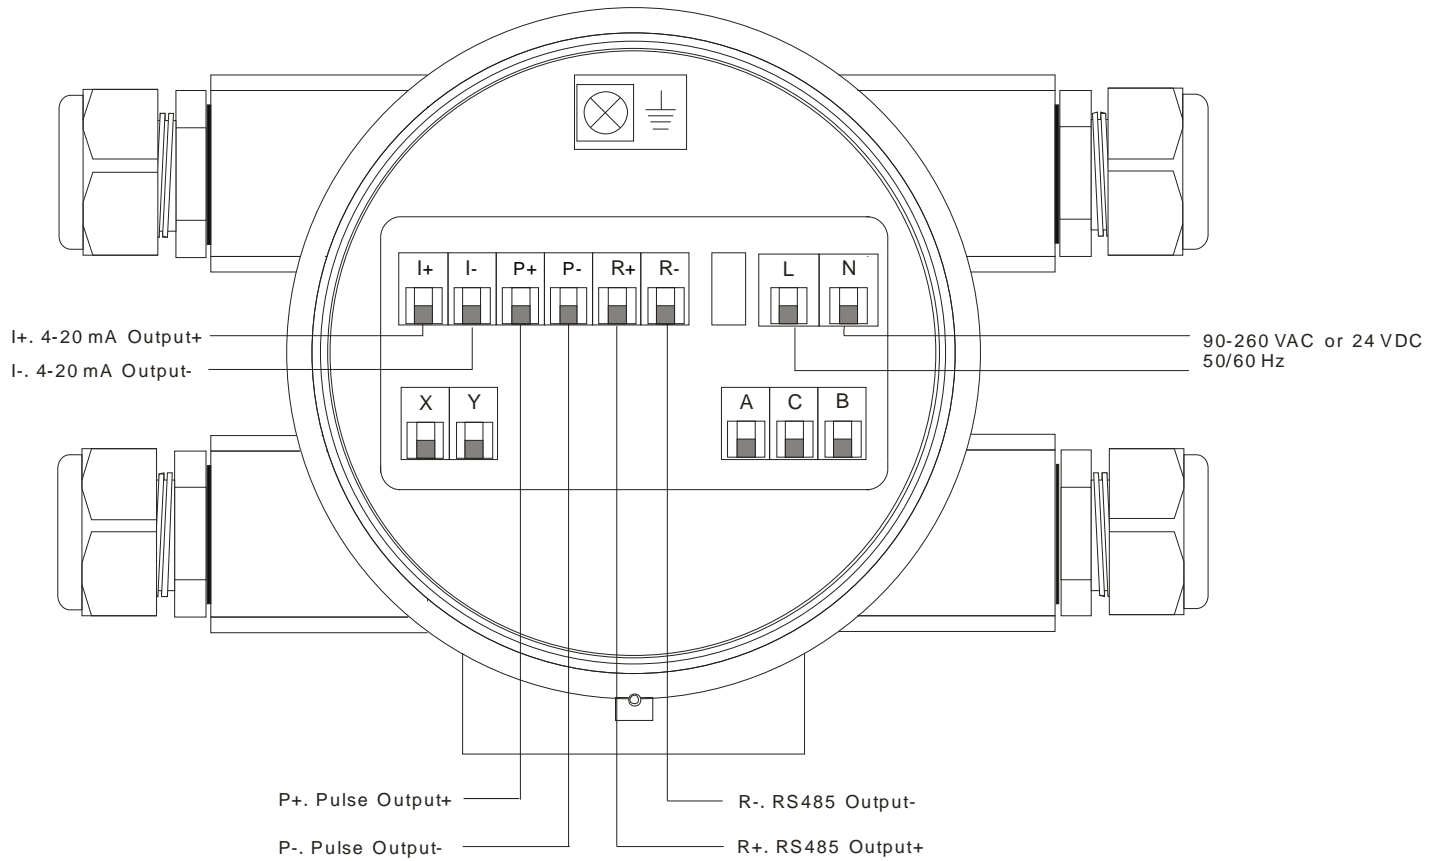 I+ I- P+ P- R+ R- L N
I+. 4-20 mA Output+
I-. 4-20 mA Output-
90-260 VAC or 24 VDC
50/60 Hz
X Y A C B
P+. Pulse Output+
R-. RS485 Output-
P-. Pulse Output-
R+. RS485 Output+